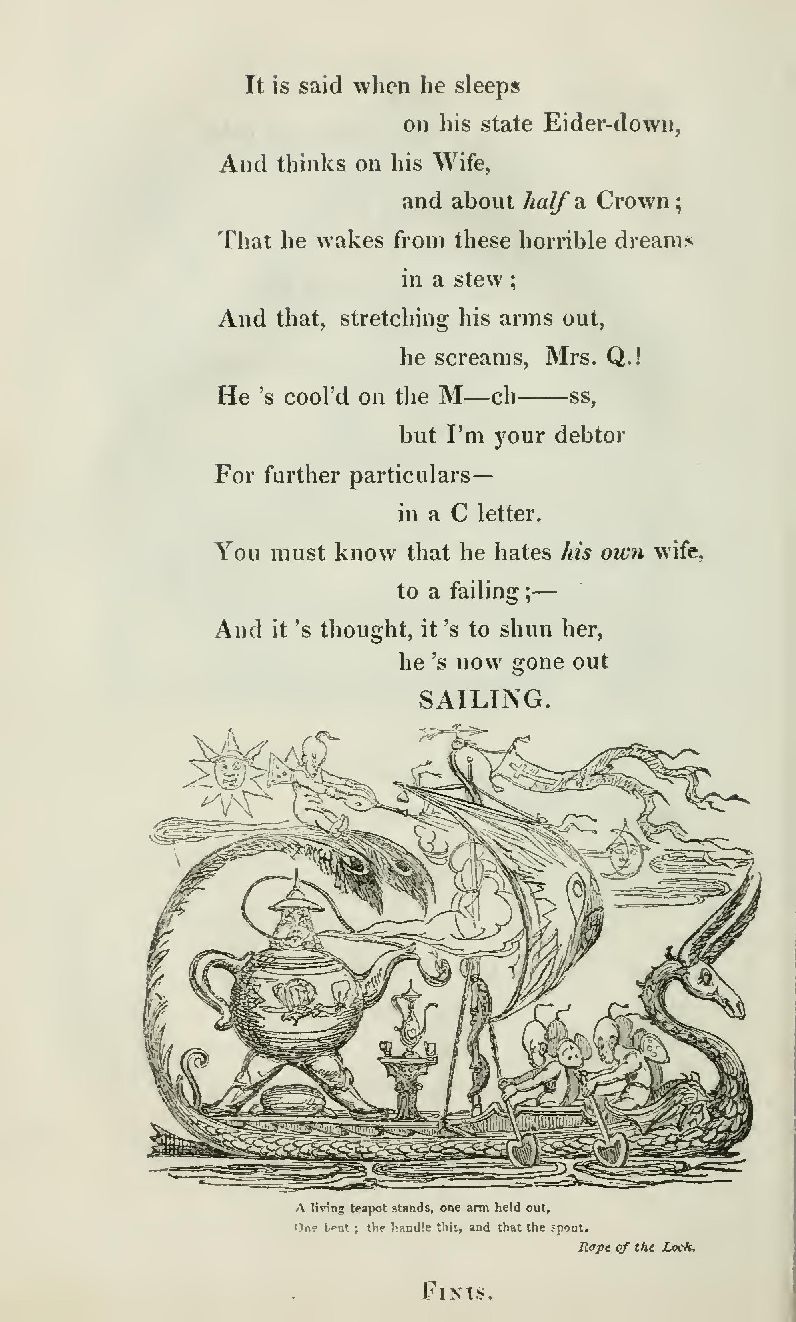 It is said when he sleeps
on his state Eider-down,
And thinks on his Wife,
and about half a Crown;
That he wakes from these horrible dreams
in a stew;
And that, stretching his arms out,
he screams, Mrs. Q.!
He 's cool'd on the M—ch——ss,
but I'm your debtor
For further particulars—
in a C letter.
You must know that he hates his own wife,
to a failing;—
And it 's thought, it 's to shun her,
he 's now gone out
SAILING.
A living teapot stands, one arm held out,
One bent; the handle this, and that the spout.
Rape of the Lock.
FINIS.